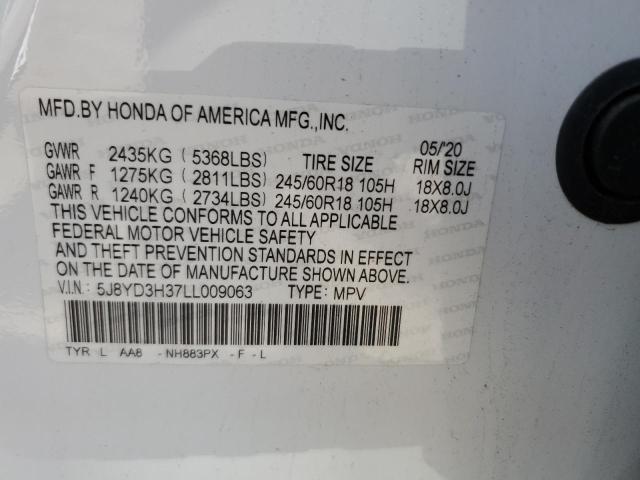 MFD.BY HONDA OF AMERICA MFG.,INC.
05/'20
GVWR 2435KG ( 5368LBS) TIRE SIZE RIM SIZE
GAWR F 1275KG ( 2811LBS) 245/60R18 105H 18X8.0J
GAWR R 1240KG ( 2734LBS) 245/60R18 105H 18X8.0J
THIS VEHICLE CONFORMS TO ALL APPLICABLE
FEDERAL MOTOR VEHICLE SAFETY
AND THEFT PREVENTION STANDARDS IN EFFECT
ON THE DATE OF MANUFACTURE SHOWN ABOVE.
V.I.N: 5J8YD3H37LL009063 TYPE: MPV
TYR L AA8 - NH883PX - F - L